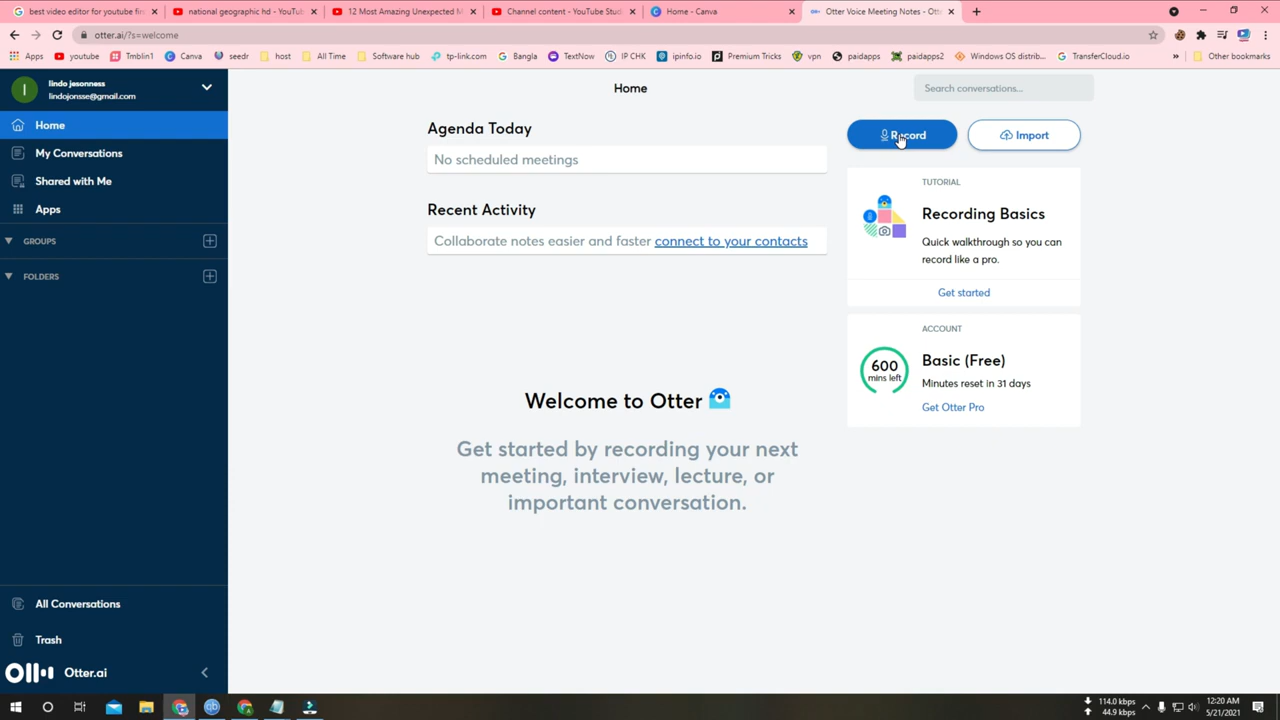 best video editor for youtube fin
national geographic hd - YouTu
12 Most Amazing Unexpected M
Channel content - YouTube Stud
Home - Canva
Otter Voice Meeting Notes - Ott
otter.ai/?s=welcome
Apps youtube Tmblin1 Canva seedr host All Time Software hub tp-link.com Bangla TextNow IP CHK ipinfo.io Premium Tricks vpn paidapps paidapps2 Windows OS distrib... TransferCloud.io » Other bookmarks
I
lindo jesonness
lindojonsse@gmail.com
Home
My Conversations
Shared with Me
Apps
GROUPS
FOLDERS
All Conversations
Trash
Otter.ai
Home
Search conversations...
Agenda Today
No scheduled meetings
Recent Activity
Collaborate notes easier and faster connect to your contacts
Record
Import
TUTORIAL
Recording Basics
Quick walkthrough so you can
record like a pro.
Get started
ACCOUNT
600
mins left
Basic (Free)
Minutes reset in 31 days
Get Otter Pro
Welcome to Otter
Get started by recording your next
meeting, interview, lecture, or
important conversation.
114.0 kbps
44.9 kbps
12:20 AM
5/21/2021